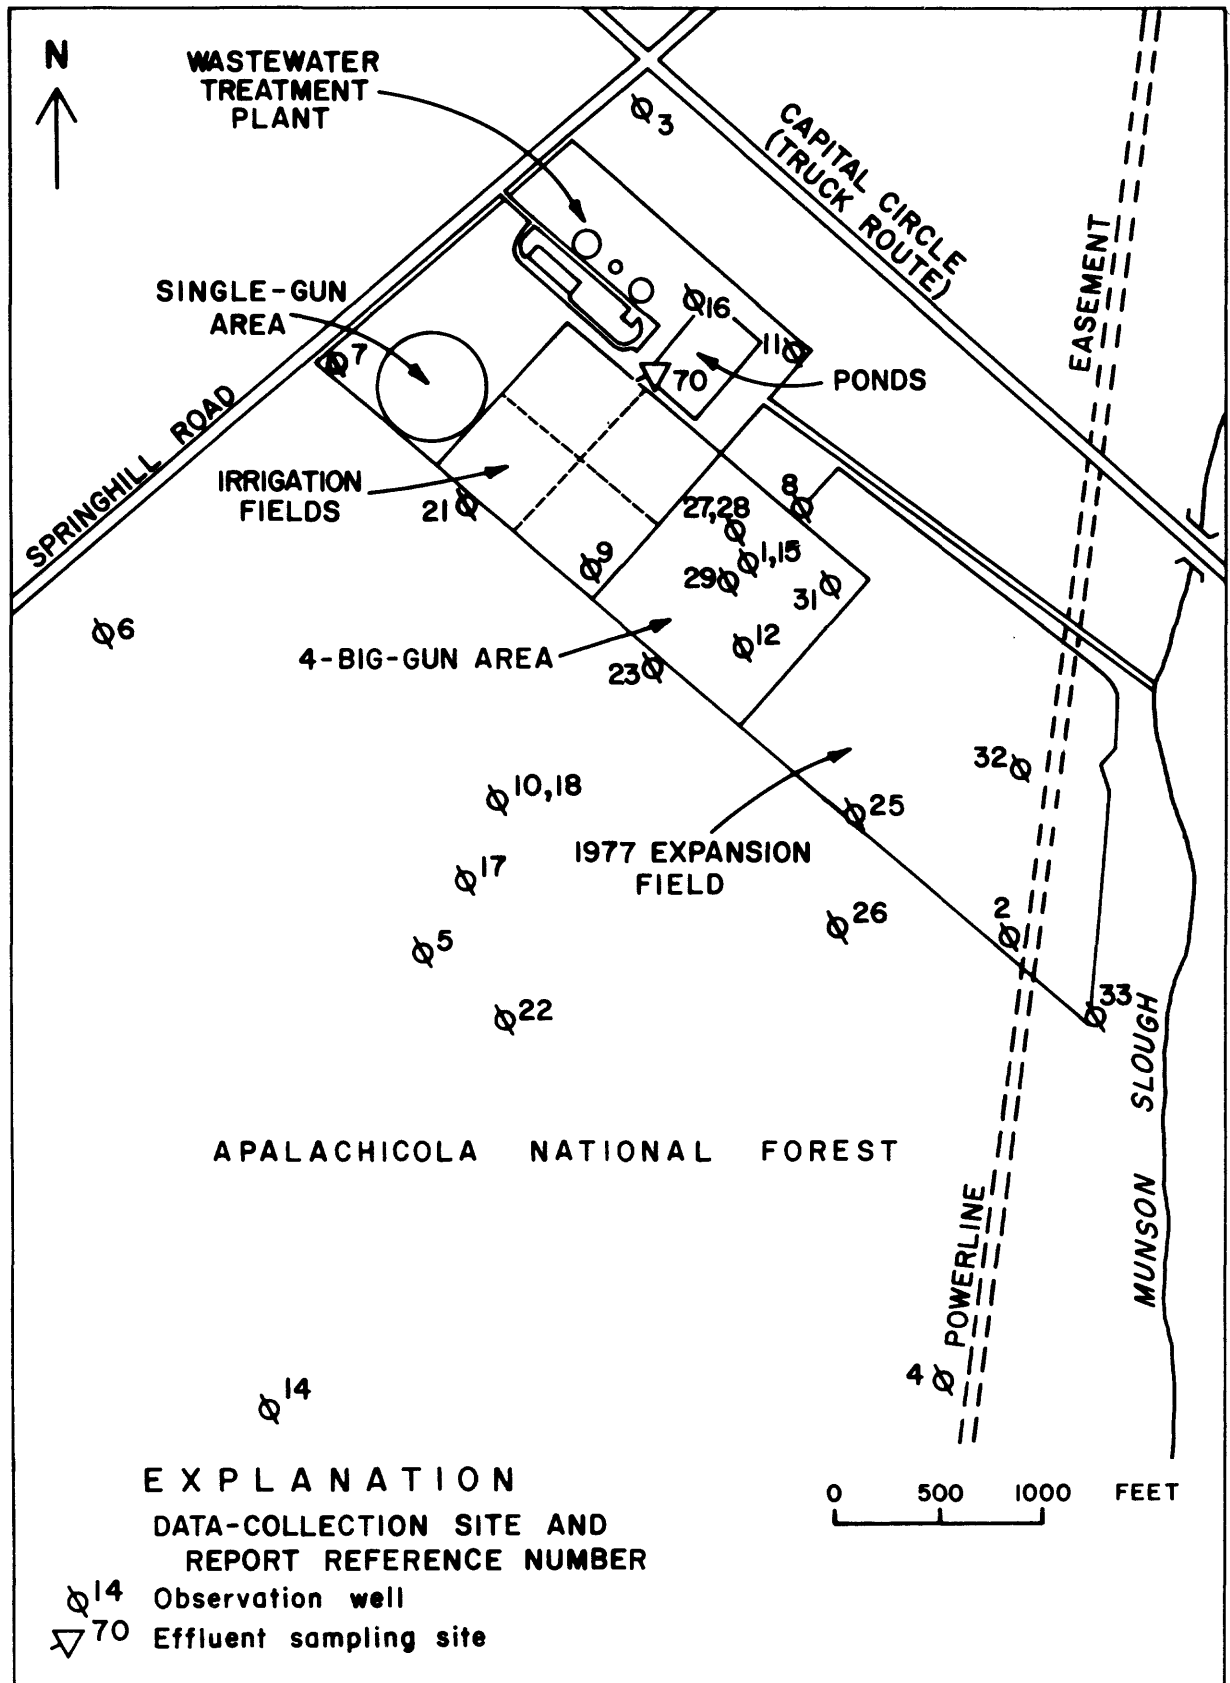 N
WASTEWATER
TREATMENT
PLANT
3
CAPITAL CIRCLE
(TRUCK ROUTE)
EASEMENT
SINGLE-GUN
AREA
16
11
7
70
PONDS
SPRINGHILL ROAD
IRRIGATION
FIELDS
21
8
27,28
1,15
9
29
31
6
12
4-BIG-GUN AREA
23
32
10,18
25
1977 EXPANSION
FIELD
17
26
2
5
22
33
MUNSON SLOUGH
APALACHICOLA NATIONAL FOREST
POWERLINE
4
14
EXPLANATION
0 500 1000 FEET
DATA-COLLECTION SITE AND
REPORT REFERENCE NUMBER
14 Observation well
70 Effluent sampling site